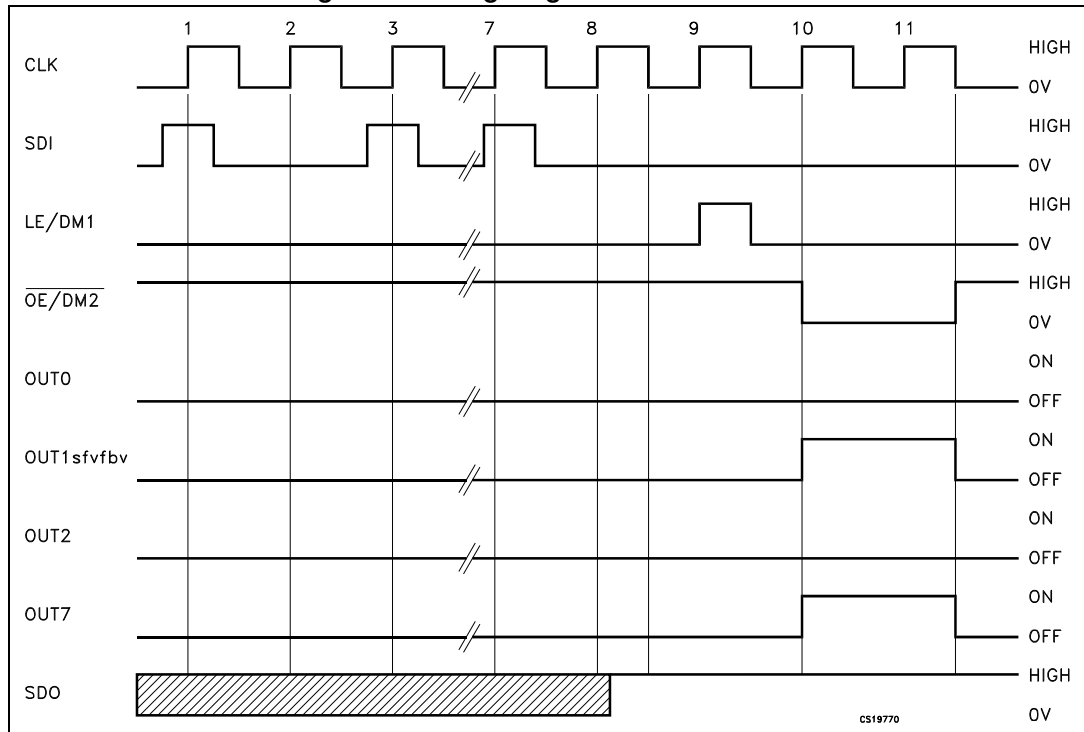 1 2 3 7 8 9 10 11
CLK
HIGH
0V
SDI
HIGH
0V
LE/DM1
HIGH
0V
OE/DM2
HIGH
0V
OUT0
ON
OFF
OUT1sfvfbv
ON
OFF
OUT2
ON
OFF
OUT7
ON
OFF
SDO
HIGH
0V
CS19770